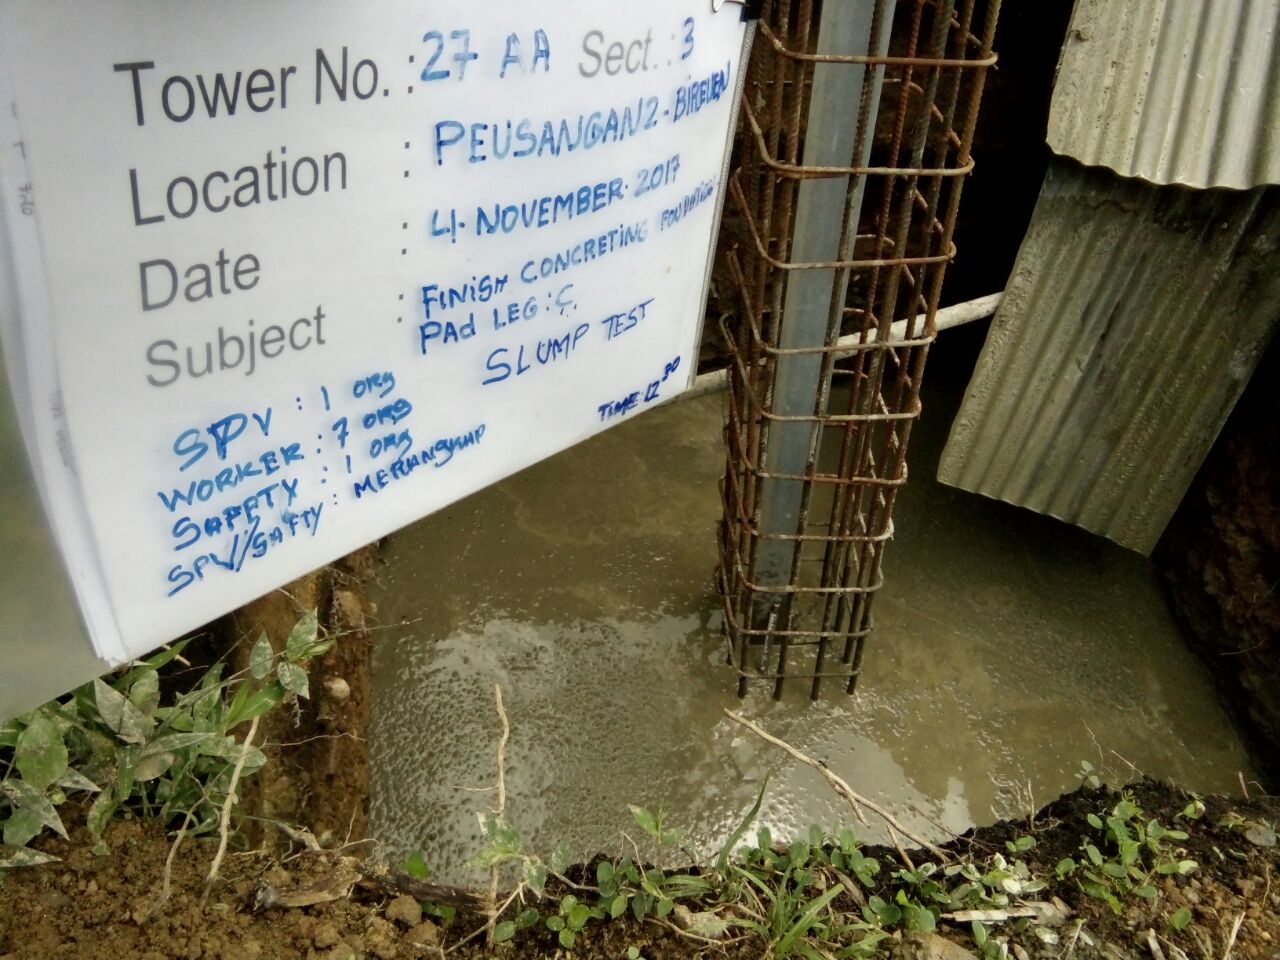 Tower No. : 27 AA Sect. : 3
Location : PEUSANGAN2 - BIREUEN
Date : 4. NOVEMBER. 2017
Subject : FINISH CONCRETING FOUNDATION
PAd LEG : C
SLUMP TEST
TIME: 12 30
SPV : 1 ORG
WORKER : 7 ORG
SAFFTY : 1 ORG
SPV/SAFTY : MERANGKAP